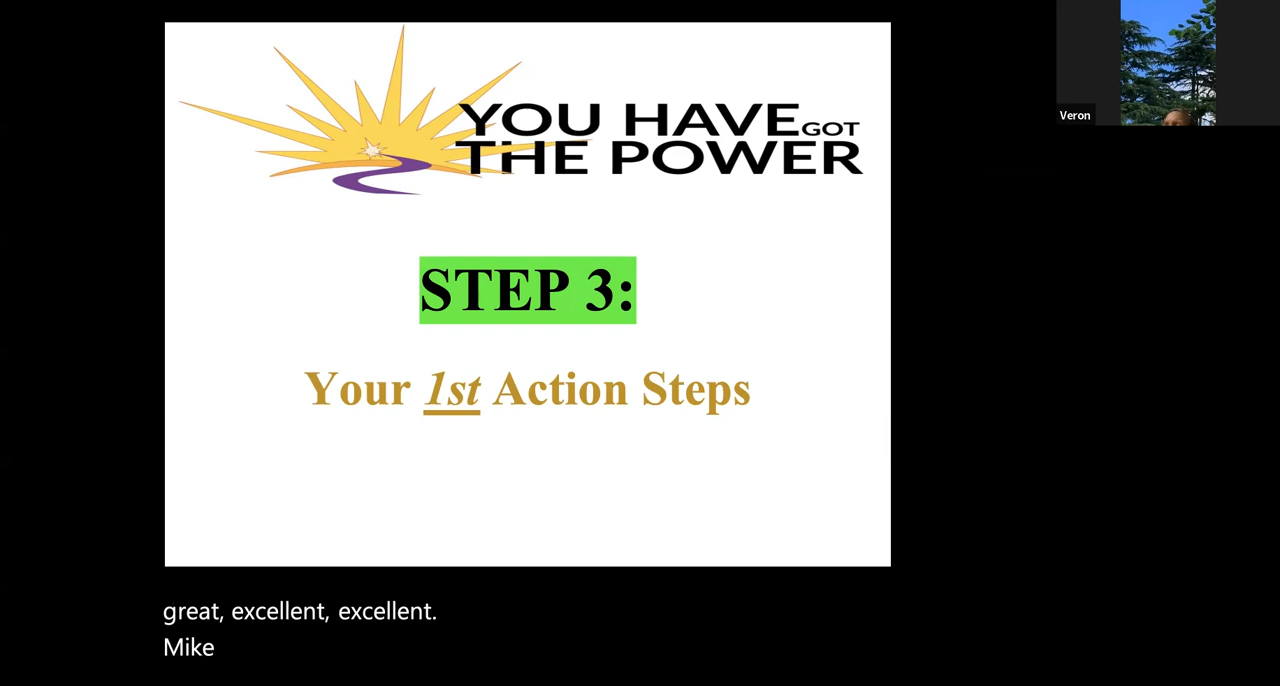 YOU HAVE GOT
THE POWER
Veron
STEP 3:
Your 1st Action Steps
great, excellent, excellent.
Mike